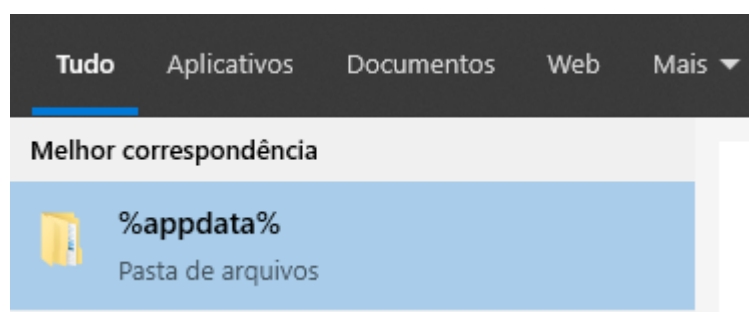 Tudo Aplicativos Documentos Web Mais
Melhor correspondência
%appdata%
Pasta de arquivos